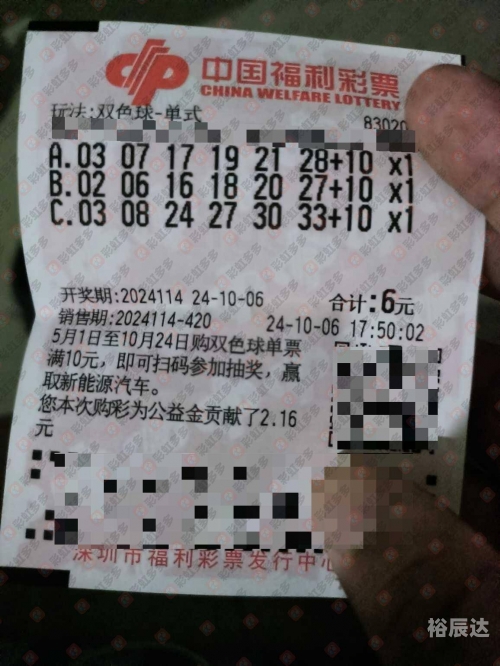 中国福利彩票
CHINA WELFARE LOTTERY
玩法:双色球-单式
83020
A.03 07 17 19 21 28+10 x1
B.02 06 16 18 20 27+10 x1
C.03 08 24 27 30 33+10 x1
开奖期:2024114 24-10-06 合计:6元
销售期:2024114-420 24-10-06 17:50:02
5月1日至10月24日购双色球单票
满10元，即可扫码参加抽奖，赢
取新能源汽车。
您本次购彩为公益金贡献了2.16
元
深圳市福利彩票发行中心
裕辰达
彩虹多多